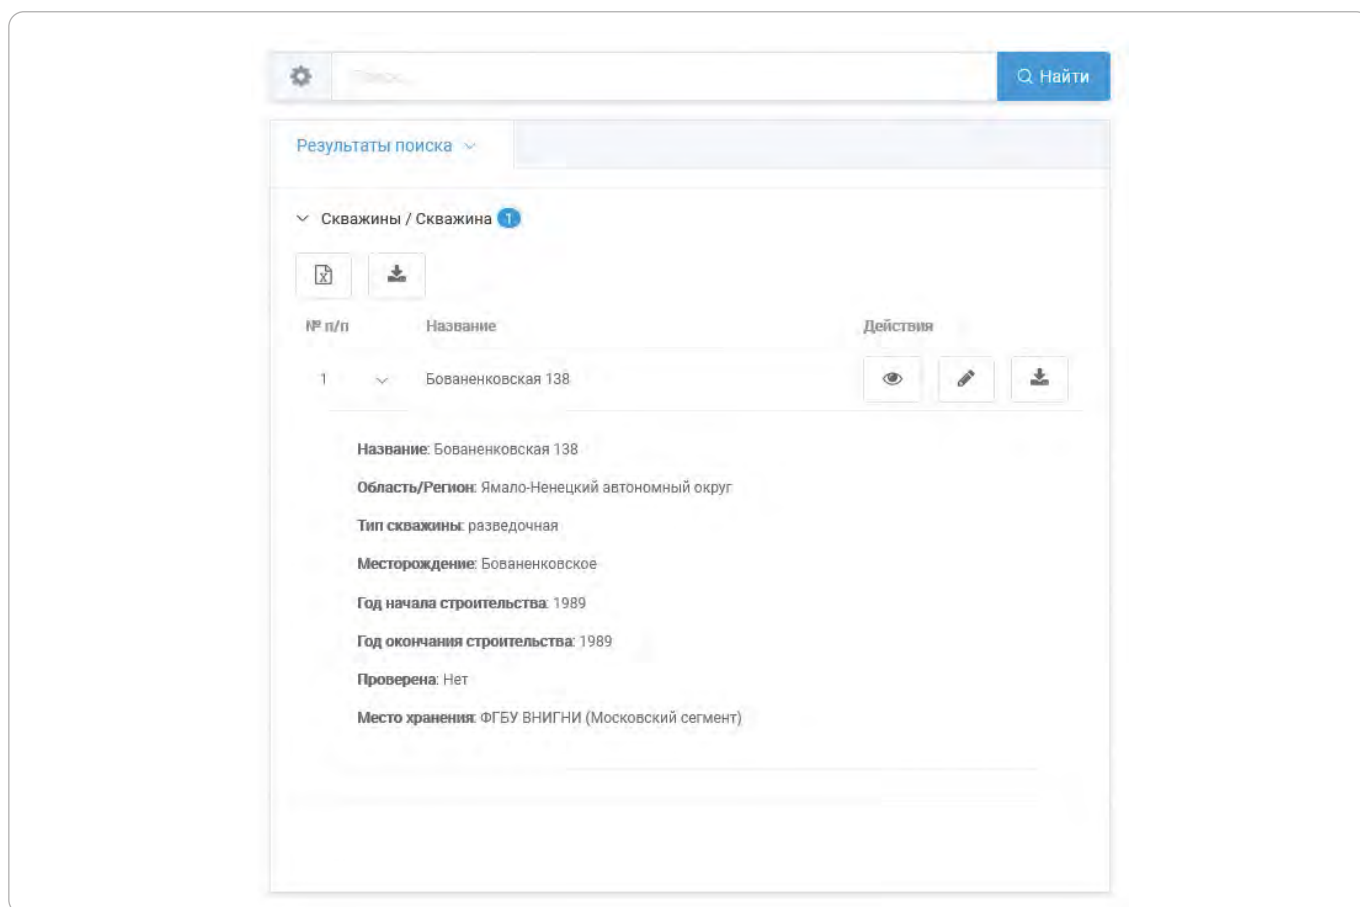 Найти
Результаты поиска
Скважины / Скважина 1
№ п/п Название Действия
1 Бованенковская 138
Название: Бованенковская 138
Область/Регион: Ямало-Ненецкий автономный округ
Тип скважины: разведочная
Месторождение: Бованенковское
Год начала строительства: 1989
Год окончания строительства: 1989
Проверена: Нет
Место хранения: ФГБУ ВНИГНИ (Московский сегмент)